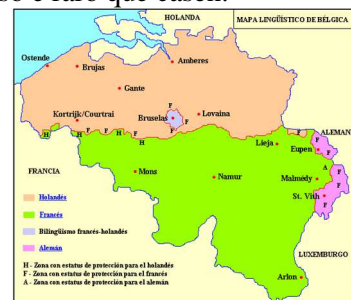 HOLANDA
MAPA LINGÜÍSTICO DE BÉLGICA
Ostende
Brujas
Amberes
Gante
Kortrijk/Courtrai
F
Bruselas
F
Lovaina
H
F
F
H
F
H
F
F
ALEMAN
Lieja
Eupen
F
F
FRANCIA
Mons
Namur
Malmédy
A
F
St. Vith
F
F
Holandés
Francés
Bilingüismo francés-holandés
Alemán
H - Zona con estatus de protección para el holandés
F - Zona con estatus de protección para el francés
A - Zona con estatus de protección para el alemán
LUXEMBURGO
Arlon